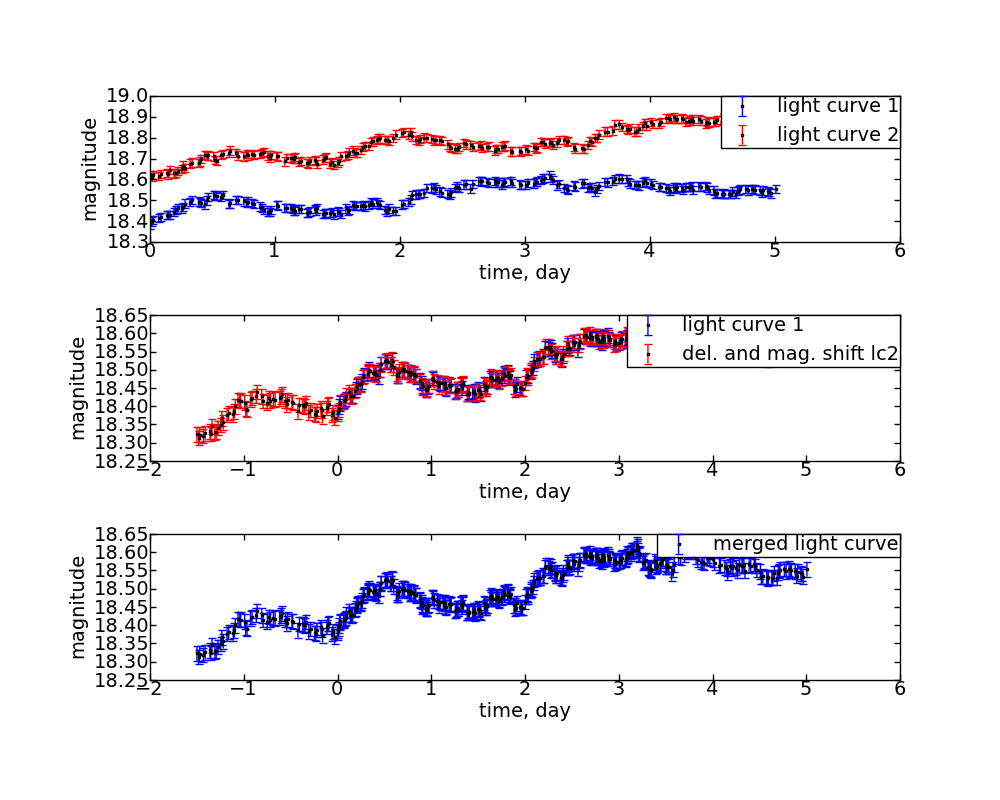 19.0
18.9
18.8
18.7
18.6
18.5
18.4
18.3
magnitude
light curve 1
light curve 2
0 1 2 3 4 5 6
time, day
18.65
18.60
18.55
18.50
18.45
18.40
18.35
18.30
18.25
magnitude
light curve 1
del. and mag. shift lc2
−2 −1 0 1 2 3 4 5 6
time, day
18.65
18.60
18.55
18.50
18.45
18.40
18.35
18.30
18.25
magnitude
merged light curve
−2 −1 0 1 2 3 4 5 6
time, day